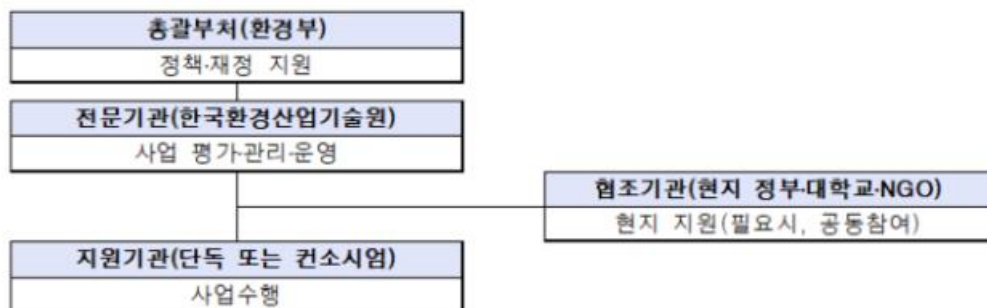 총괄부처(환경부)
정책·재정 지원
전문기관(한국환경산업기술원)
사업 평가·관리·운영
협조기관(현지 정부·대학교·NGO)
현지 지원(필요시, 공동참여)
지원기관(단독 또는 컨소시엄)
사업수행